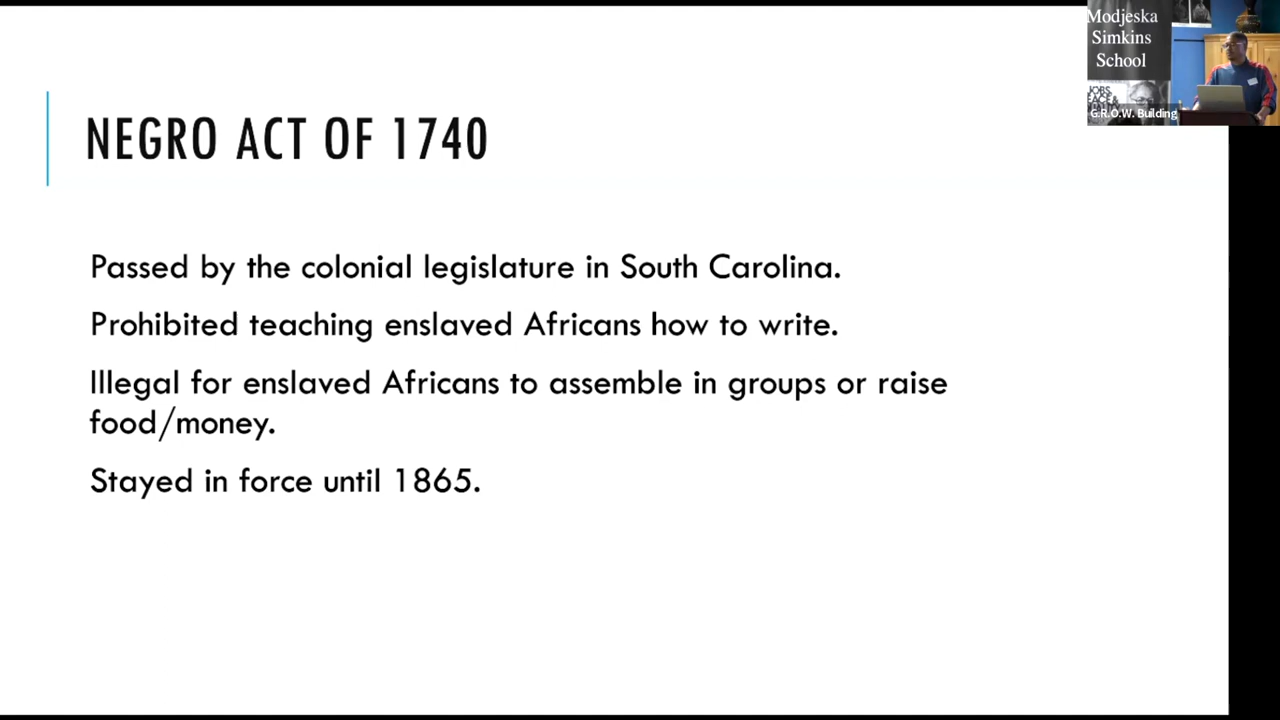 NEGRO ACT OF 1740
Passed by the colonial legislature in South Carolina.
Prohibited teaching enslaved Africans how to write.
Illegal for enslaved Africans to assemble in groups or raise
food/money.
Stayed in force until 1865.
Modjeska
Simkins
School
JOBS
G.R.O.W. Building